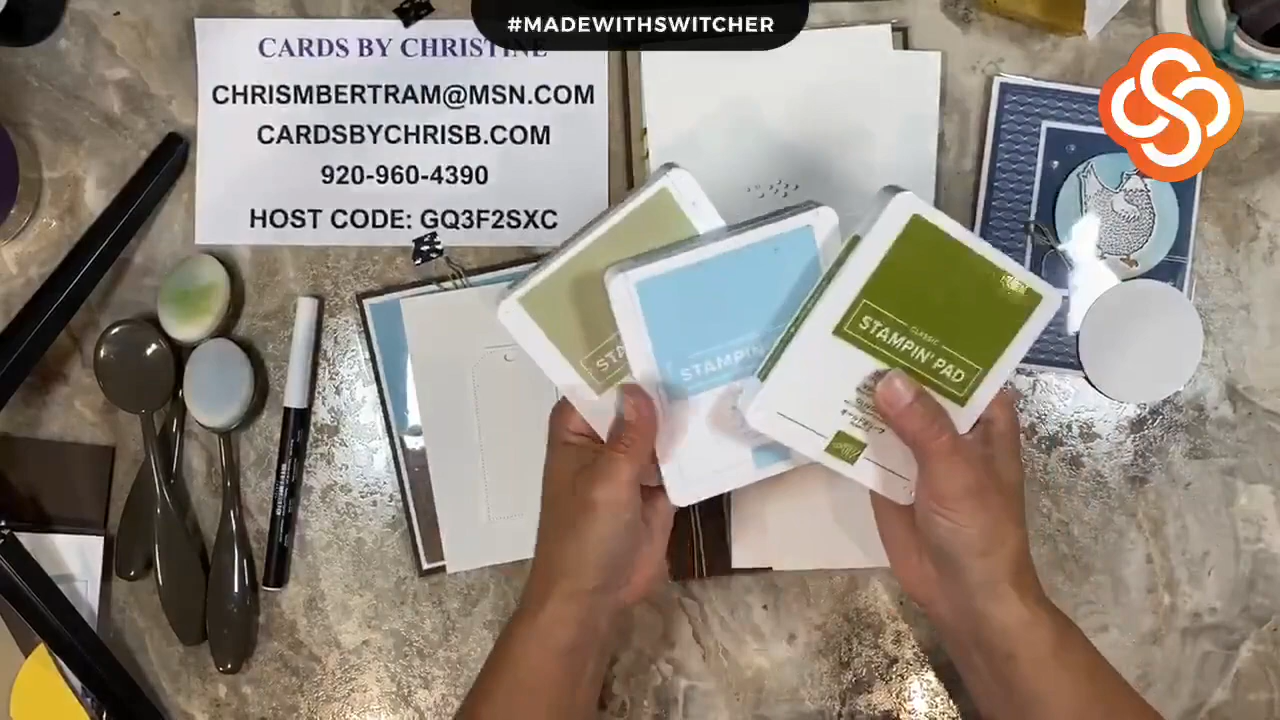 #MADEWITHSWITCHER
CARDS BY CHRISTINE
CHRISMBERTRAM@MSN.COM
CARDSBYCHRISB.COM
920-960-4390
HOST CODE: GQ3F2SXC
STAMPIN'
CLASSIC
STAMPIN' PAD